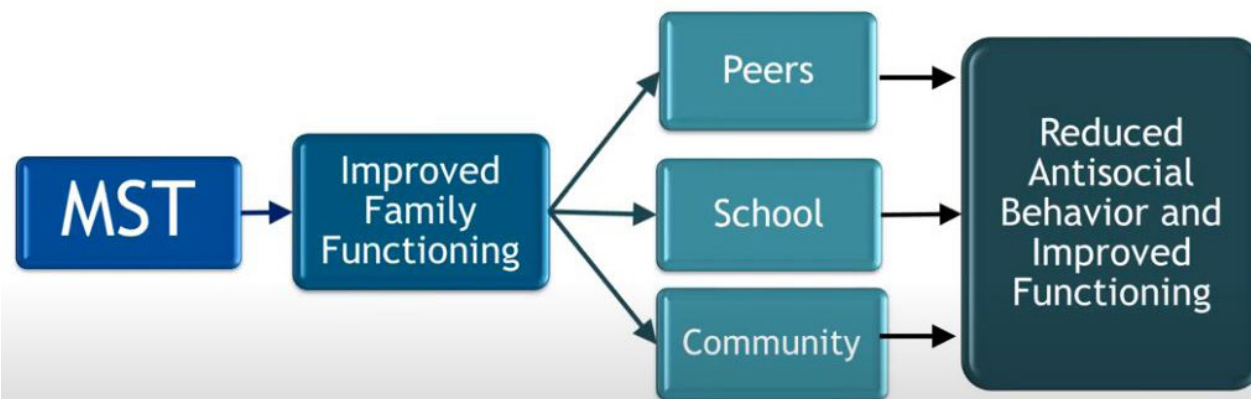 MST
Improved
Family
Functioning
Peers
School
Community
Reduced
Antisocial
Behavior and
Improved
Functioning